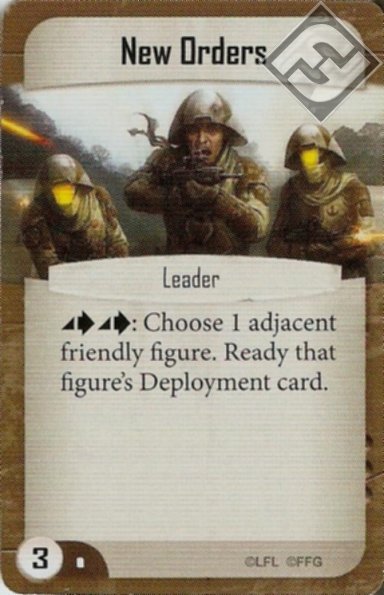 New Orders
Leader
: Choose 1 adjacent
friendly figure. Ready that
figure's Deployment card.
3
©LFL ©FFG